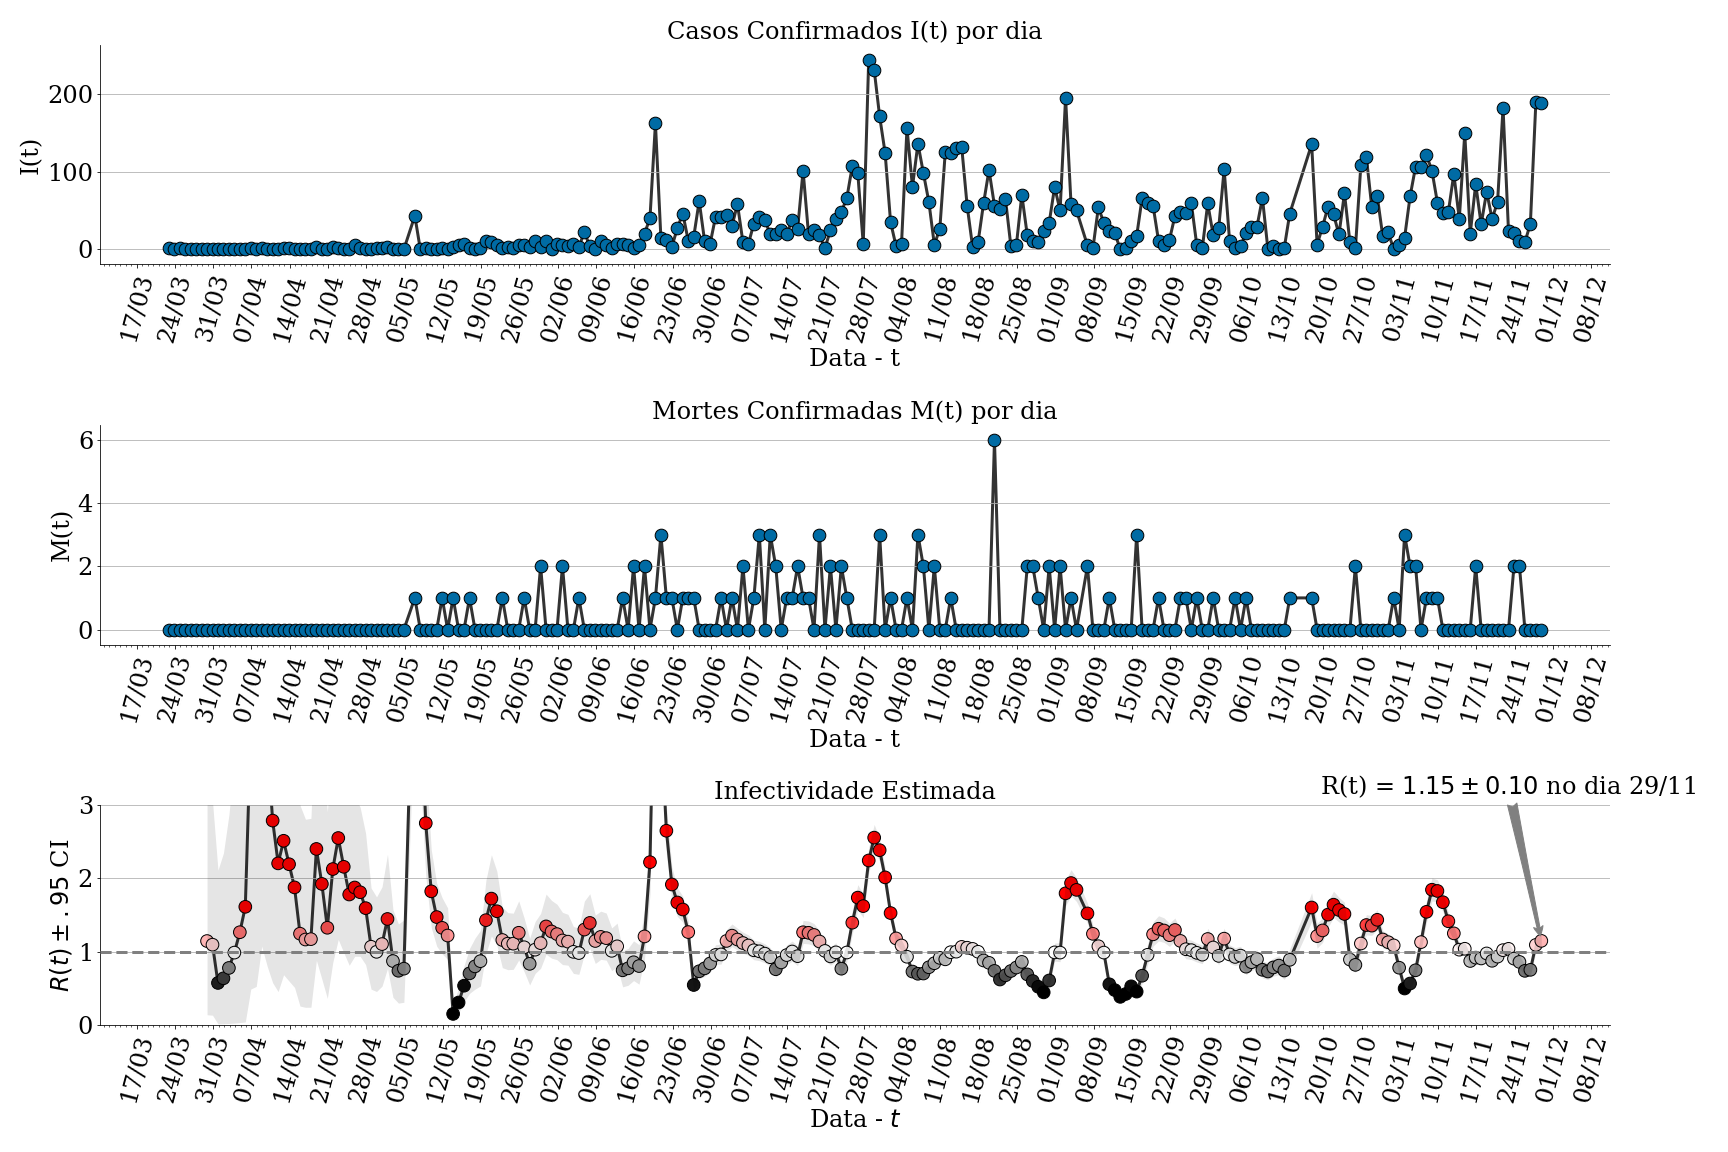 Casos Confirmados I(t) por dia
200
100
0
I(t)
17/03 24/03 31/03 07/04 14/04 21/04 28/04 05/05 12/05 19/05 26/05 02/06 09/06 16/06 23/06 30/06 07/07 14/07 21/07 28/07 04/08 11/08 18/08 25/08 01/09 08/09 15/09 22/09 29/09 06/10 13/10 20/10 27/10 03/11 10/11 17/11 24/11 01/12 08/12
Data - t
Mortes Confirmadas M(t) por dia
6
4
2
0
M(t)
17/03 24/03 31/03 07/04 14/04 21/04 28/04 05/05 12/05 19/05 26/05 02/06 09/06 16/06 23/06 30/06 07/07 14/07 21/07 28/07 04/08 11/08 18/08 25/08 01/09 08/09 15/09 22/09 29/09 06/10 13/10 20/10 27/10 03/11 10/11 17/11 24/11 01/12 08/12
Data - t
Infectividade Estimada
R(t) = 1.15 ± 0.10 no dia 29/11
3
2
1
0
R(t) ± .95 CI
17/03 24/03 31/03 07/04 14/04 21/04 28/04 05/05 12/05 19/05 26/05 02/06 09/06 16/06 23/06 30/06 07/07 14/07 21/07 28/07 04/08 11/08 18/08 25/08 01/09 08/09 15/09 22/09 29/09 06/10 13/10 20/10 27/10 03/11 10/11 17/11 24/11 01/12 08/12
Data - t